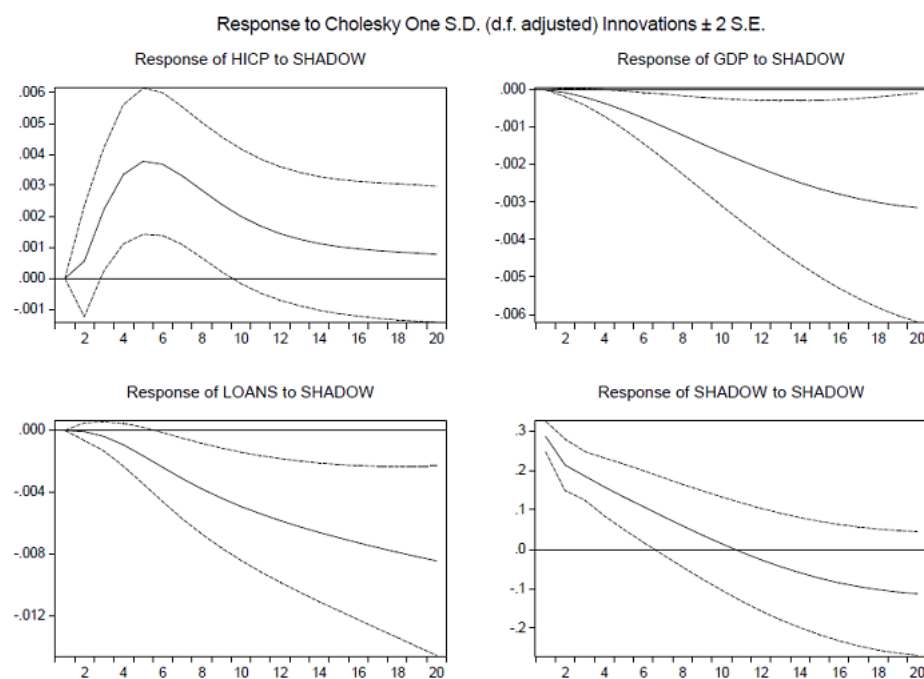 Response to Cholesky One S.D. (d.f. adjusted) Innovations ± 2 S.E.
Response of HICP to SHADOW
.006
.005
.004
.003
.002
.001
.000
-.001
2 4 6 8 10 12 14 16 18 20
Response of GDP to SHADOW
.000
-.001
-.002
-.003
-.004
-.005
-.006
2 4 6 8 10 12 14 16 18 20
Response of LOANS to SHADOW
.000
-.004
-.008
-.012
2 4 6 8 10 12 14 16 18 20
Response of SHADOW to SHADOW
.3
.2
.1
.0
-.1
-.2
2 4 6 8 10 12 14 16 18 20